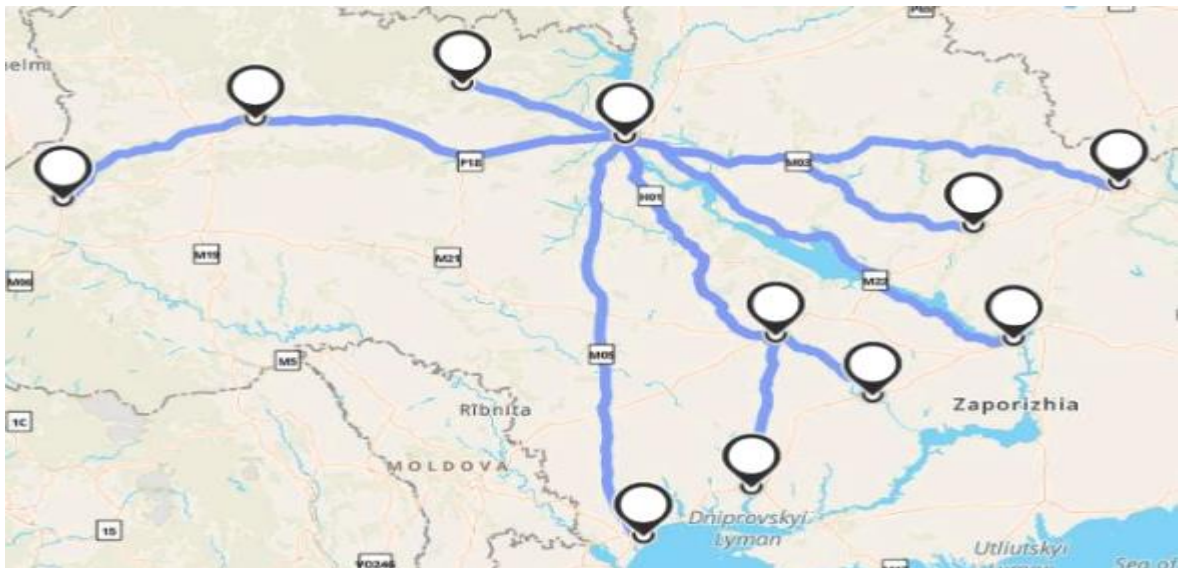 helm
P18
M03
H01
M19
M21
M06
M22
M5
M05
Rîbnita
Zaporizhia
1C
MOLDOVA
15
Dniprovskyi
Lyman
Utliutskyi
Sea of